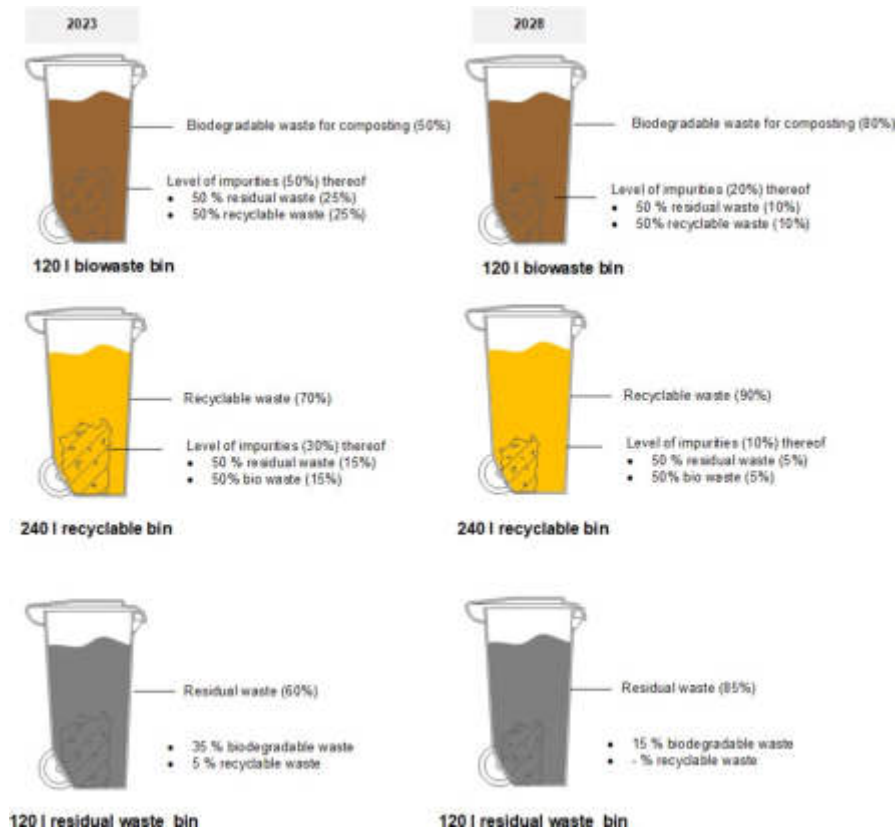 2023
2028
Biodegradable waste for composting (50%)
Level of impurities (50%) thereof
• 50 % residual waste (25%)
• 50% recyclable waste (25%)
120 l biowaste bin
Biodegradable waste for composting (80%)
Level of impurities (20%) thereof
• 50 % residual waste (10%)
• 50% recyclable waste (10%)
120 l biowaste bin
Recyclable waste (70%)
Level of impurities (30%) thereof
• 50 % residual waste (15%)
• 50% bio waste (15%)
240 l recyclable bin
Recyclable waste (90%)
Level of impurities (10%) thereof
• 50 % residual waste (5%)
• 50% bio waste (5%)
240 l recyclable bin
Residual waste (60%)
• 35 % biodegradable waste
• 5 % recyclable waste
120 l residual waste bin
Residual waste (85%)
• 15 % biodegradable waste
• - % recyclable waste
120 l residual waste bin